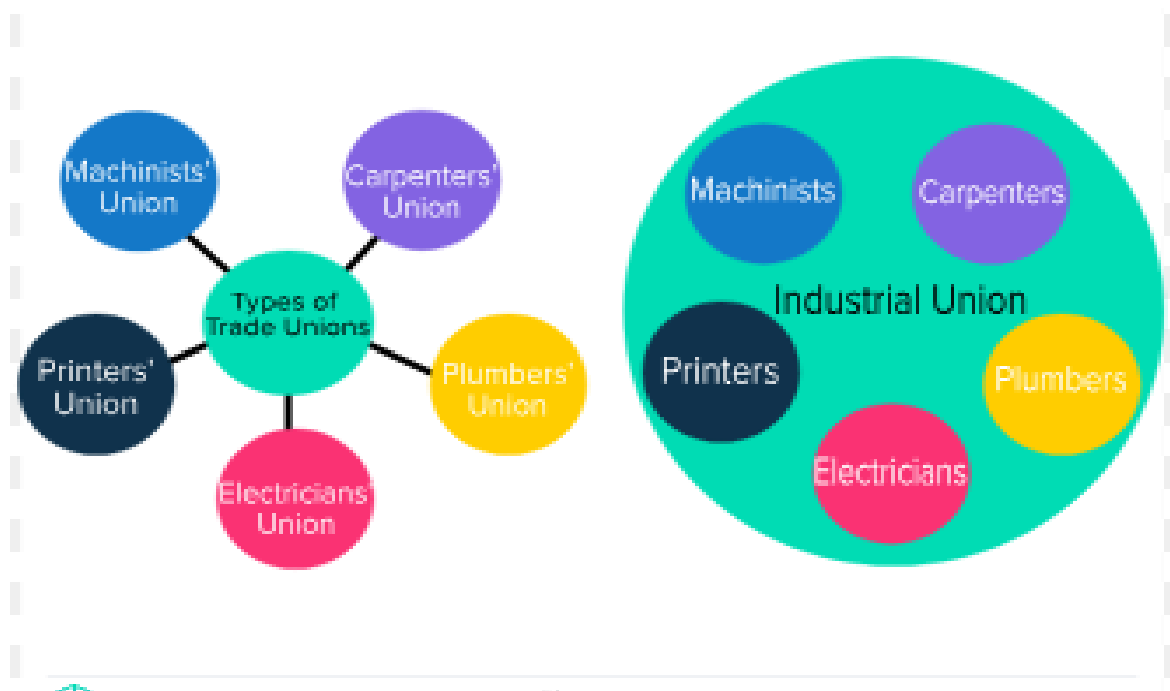 Machinists'
Union
Carpenters'
Union
Types of
Trade Unions
Printers'
Union
Plumbers'
Union
Electricians'
Union
Machinists
Carpenters
Industrial Union
Printers
Plumbers
Electricians